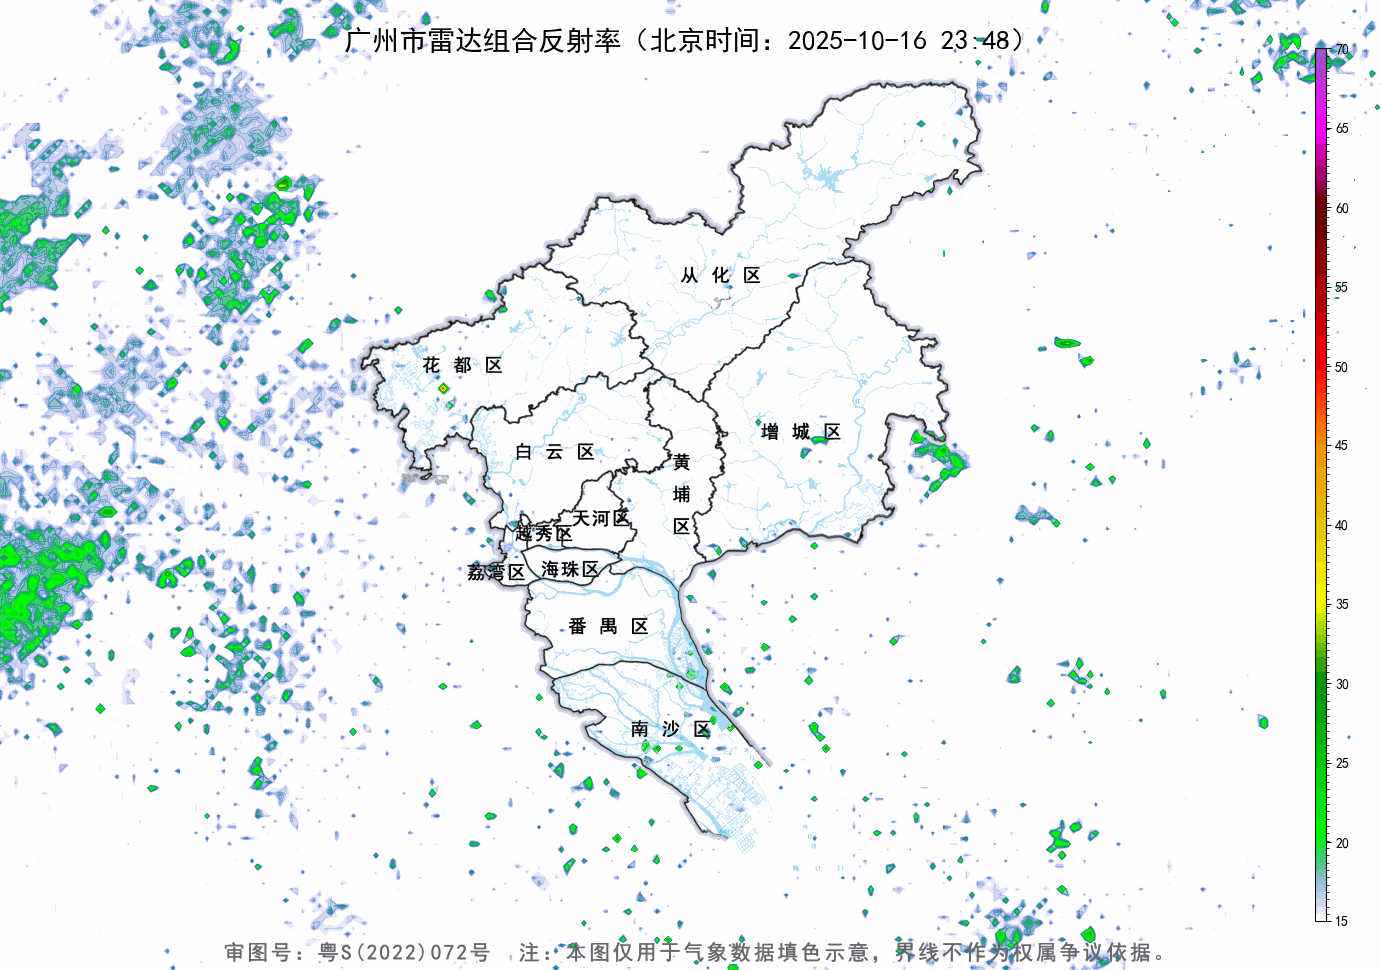 广州市雷达组合反射率（北京时间：2025-10-16 23:48）
70
65
60
55
50
45
40
35
30
25
20
15
从化区
花都区
增城区
白云区
黄埔区
天河区
越秀区
荔湾区
海珠区
番禺区
南沙区
审图号：粤S(2022)072号 注：本图仅用于气象数据填色示意，界线不作为权属争议依据。